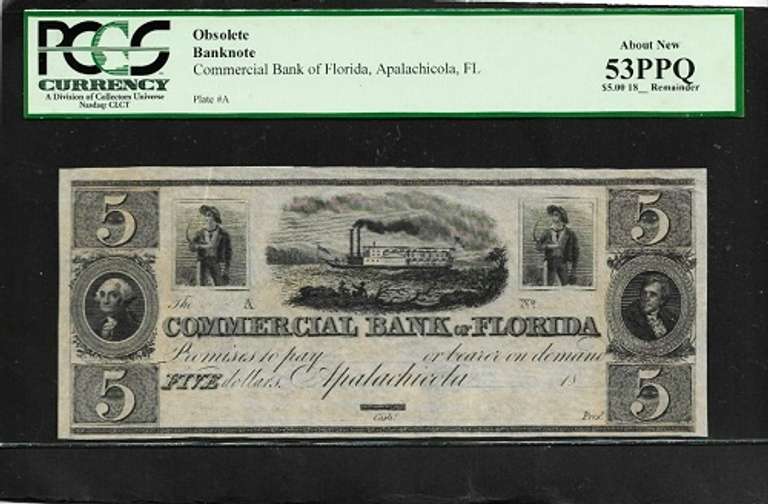 PCGS
CURRENCY
A Division of Collectors Universe
Nasdaq: CLCT
Obsolete
Banknote
Commercial Bank of Florida, Apalachicola, FL
Plate #A
About New
53PPQ
$5.00 18__ Remainder
5 5
The A No
COMMERCIAL BANK of FLORIDA
Promises to pay or bearer on demand
FIVE dollars, Apalachicola 18
5 5
Cash! Pres!